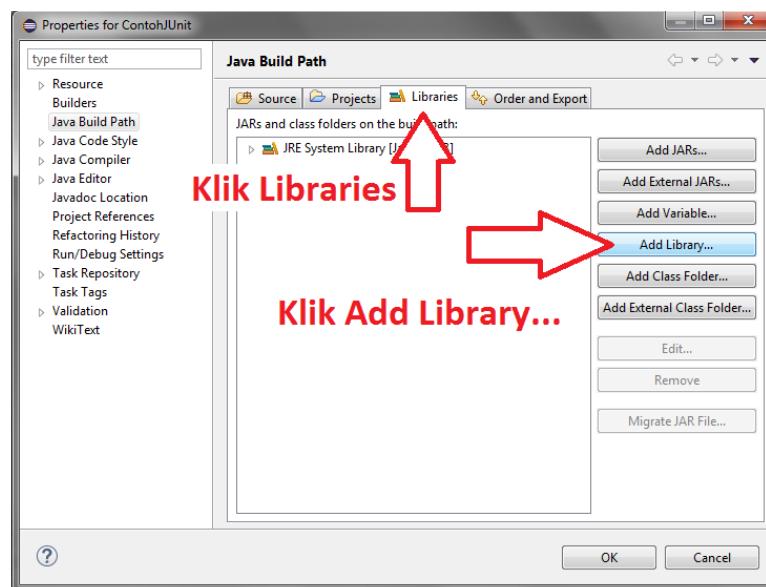 Properties for ContohJUnit
type filter text
Resource
Builders
Java Build Path
Java Code Style
Java Compiler
Java Editor
Javadoc Location
Project References
Refactoring History
Run/Debug Settings
Task Repository
Task Tags
Validation
WikiText
Java Build Path
Source Projects Libraries Order and Export
JARs and class folders on the build path:
JRE System Library
Klik Libraries
Klik Add Library...
Add JARs...
Add External JARs...
Add Variable...
Add Library...
Add Class Folder...
Add External Class Folder...
Edit...
Remove
Migrate JAR File...
OK
Cancel